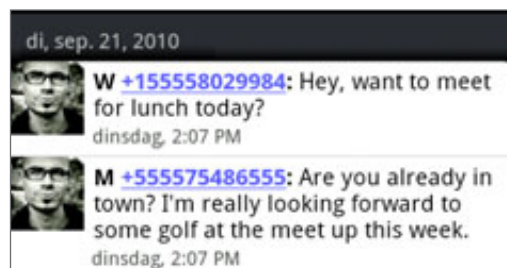 di, sep. 21, 2010
W +155558029984: Hey, want to meet
for lunch today?
dinsdag, 2:07 PM
M +555575486555: Are you already in
town? I'm really looking forward to
some golf at the meet up this week.
dinsdag, 2:07 PM